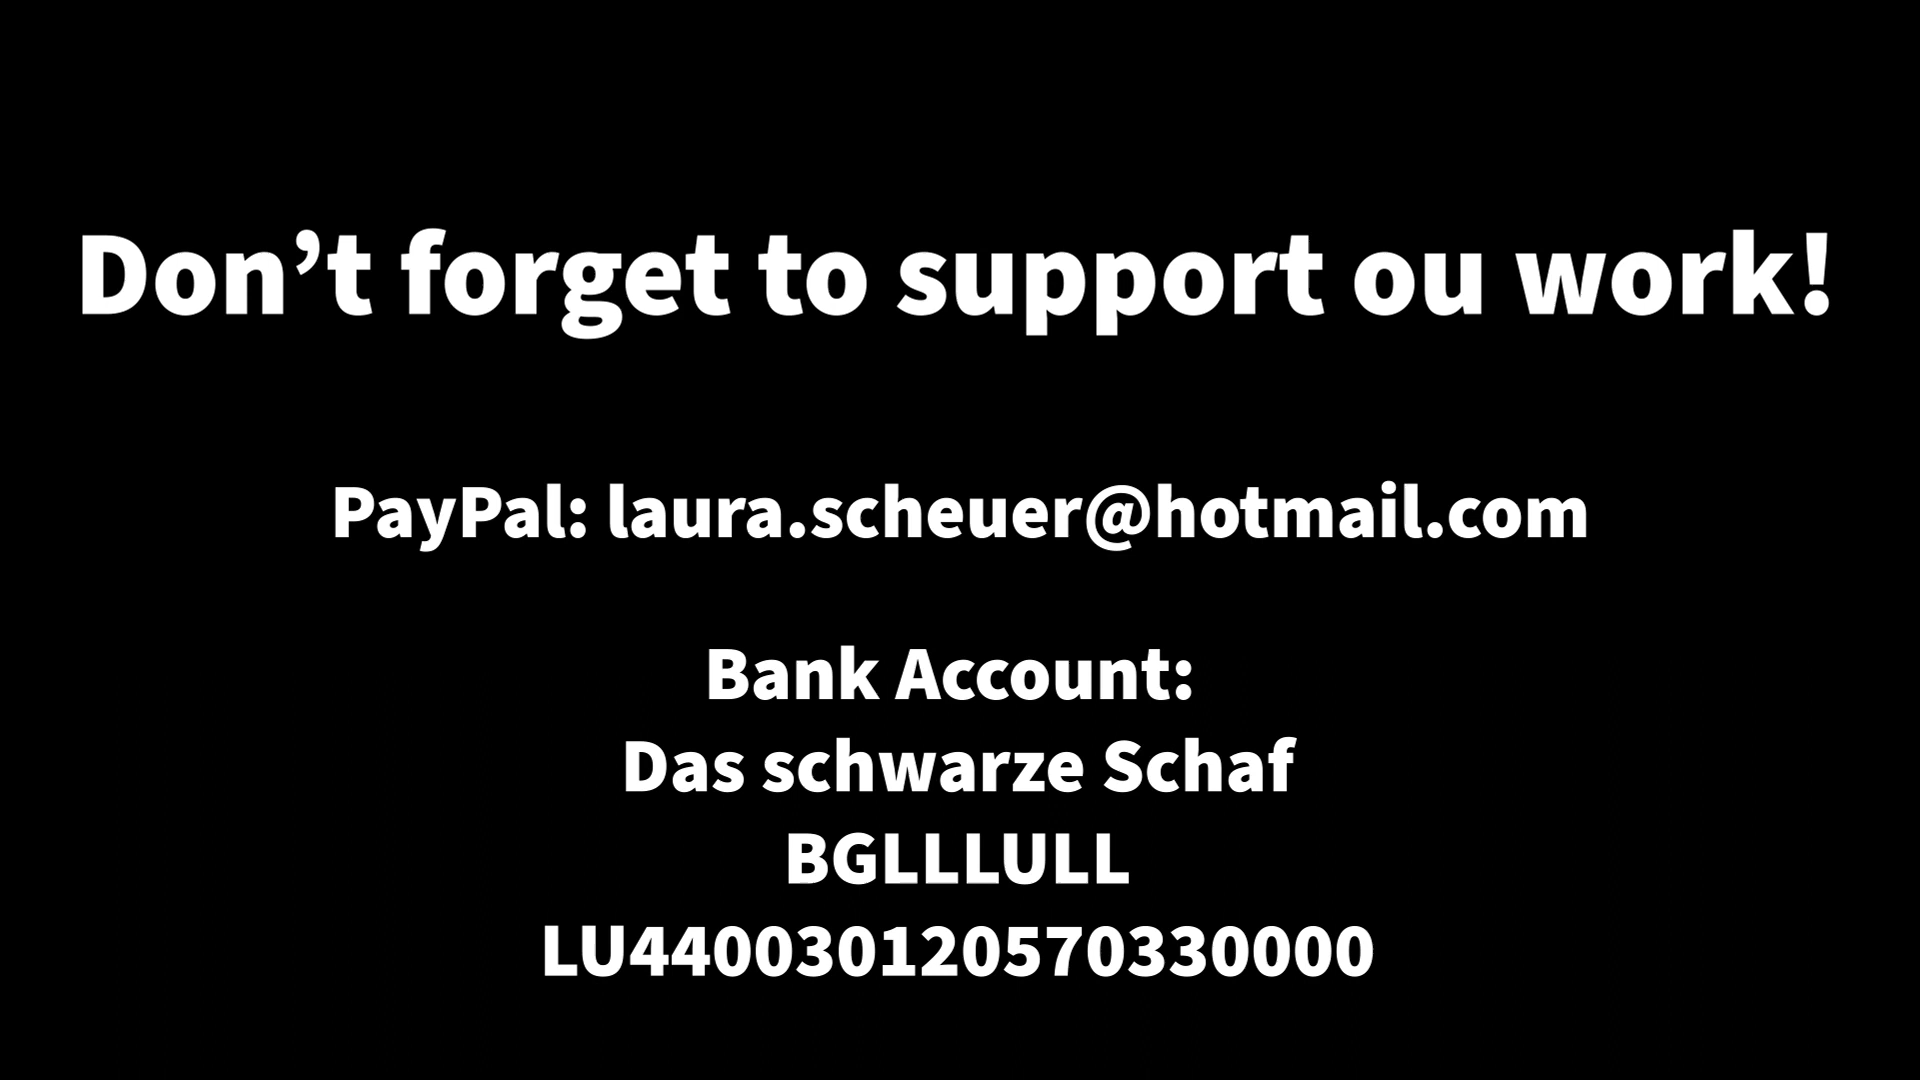 Don’t forget to support ou work!
PayPal: laura.scheuer@hotmail.com
Bank Account:
Das schwarze Schaf
BGLLLULL
LU440030120570330000